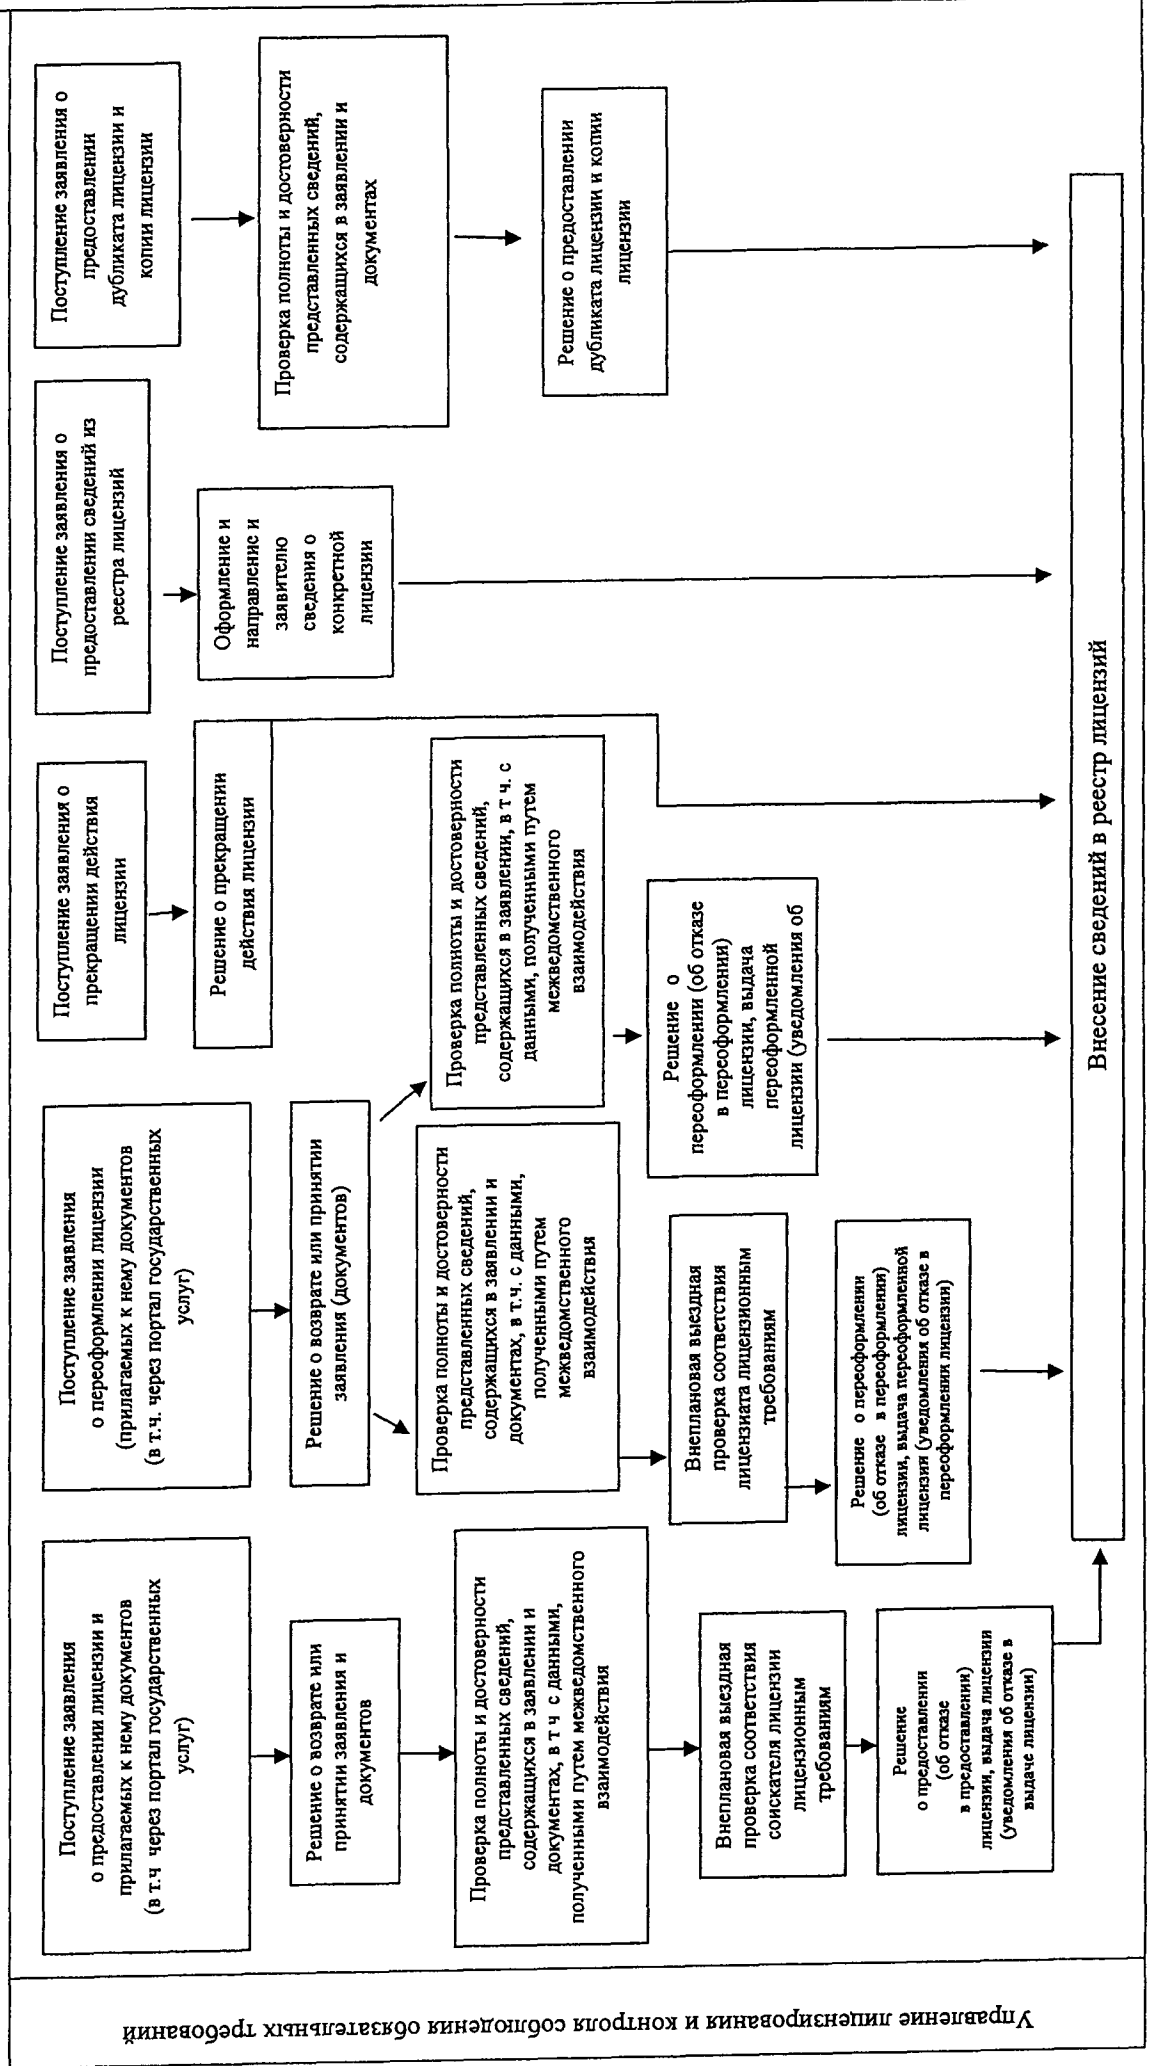 Управление лицензирования и контроля соблюдения обязательных требований
Поступление заявления
о предоставлении лицензии и
прилагаемых к нему документов
(в т.ч через портал государственных
услуг)
Решение о возврате или
принятии заявления и
документов
Проверка полноты и достоверности
представленных сведений,
содержащихся в заявлении и
документах, в т ч с данными,
полученными путем межведомственного
взаимодействия
Внеплановая выездная
проверка соответствия
соискателя лицензии
лицензионным
требованиям
Решение
о предоставлении
(об отказе
в предоставлении)
лицензии, выдача лицензии
(уведомления об отказе в
выдаче лицензии)
Поступление заявления
о переоформлении лицензии
(прилагаемых к нему документов
(в т.ч. через портал государственных
услуг)
Решение о возврате или принятии
заявления (документов)
Проверка полноты и достоверности
представленных сведений,
содержащихся в заявлении и
документах, в т.ч. с данными,
полученными путем
межведомственного
взаимодействия
Внеплановая выездная
проверка соответствия
лицензиата лицензионным
требованиям
Решение о переоформлении
(об отказе в переоформлении)
лицензии, выдача переоформленной
лицензии (уведомления об отказе в
переоформлении лицензии)
Проверка полноты и достоверности
представленных сведений,
содержащихся в заявлении, в т ч. с
данными, полученными путем
межведомственного
взаимодействия
Решение о
переоформлении (об отказе
в переоформлении)
лицензии, выдача
переоформленной
лицензии (уведомления об
Поступление заявления о
прекращении действия
лицензии
Решение о прекращении
действия лицензии
Поступление заявления о
предоставлении сведений из
реестра лицензий
Оформление и
направление и
заявителю
сведения о
конкретной
лицензии
Поступление заявления о
предоставлении
дубликата лицензии и
копии лицензии
Проверка полноты и достоверности
представленных сведений,
содержащихся в заявлении и
документах
Решение о предоставлении
дубликата лицензии и копии
лицензии
Внесение сведений в реестр лицензий